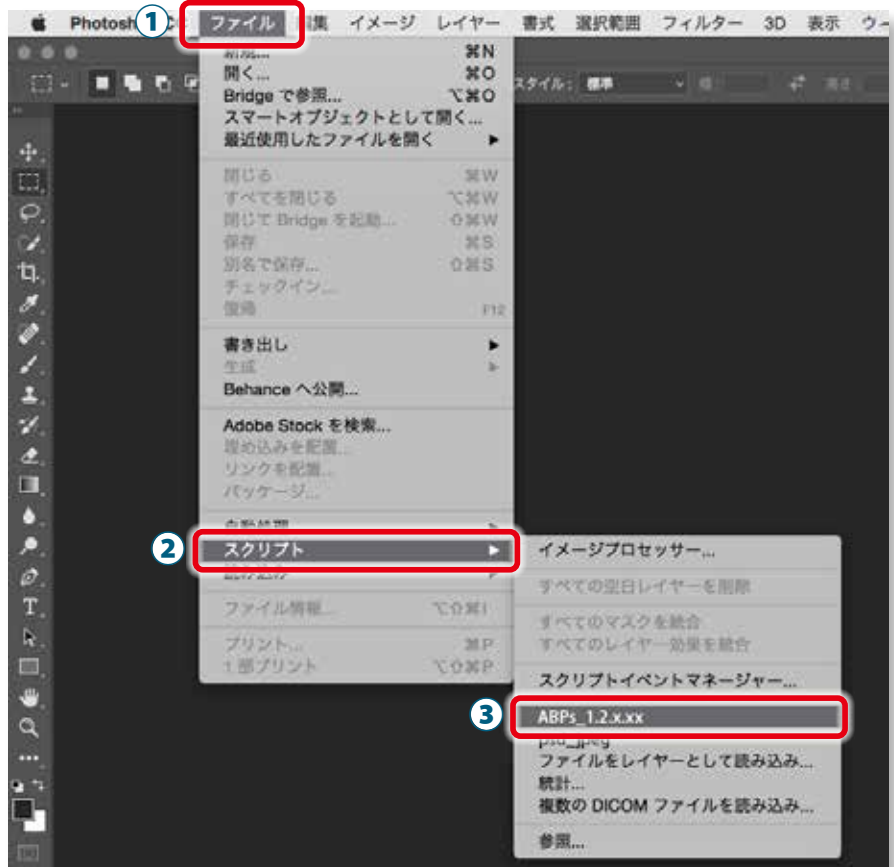 1
Photosh
ファイル
集 イメージ レイヤー 書式 選択範囲 フィルター 3D 表示 ウー
新規... ⌘N
開く... ⌘O
Bridge で参照... ⌥⌘O
スマートオブジェクトとして開く...
最近使用したファイルを開く ▶
スタイル: 標準
閉じる ⌘W
すべてを閉じる ⌥⌘W
閉じて Bridge を起動... ⇧⌘W
保存 ⌘S
別名で保存... ⇧⌘S
チェックイン...
復帰 F12
書き出し ▶
生成 ▶
Behance へ公開...
Adobe Stock を検索...
埋め込みを配置...
リンクを配置...
パッケージ...
自動処理 ▶
2
スクリプト ▶
読み込み ▶
ファイル情報... ⌥⇧⌘I
プリント... ⌘P
1 部プリント ⌥⇧⌘P
イメージプロセッサー...
すべての空白レイヤーを削除
すべてのマスクを統合
すべてのレイヤー効果を統合
スクリプトイベントマネージャー...
3
ABPs_1.2.x.xx
psd_jpeg
ファイルをレイヤーとして読み込み...
統計...
複数の DICOM ファイルを読み込み...
参照...
T